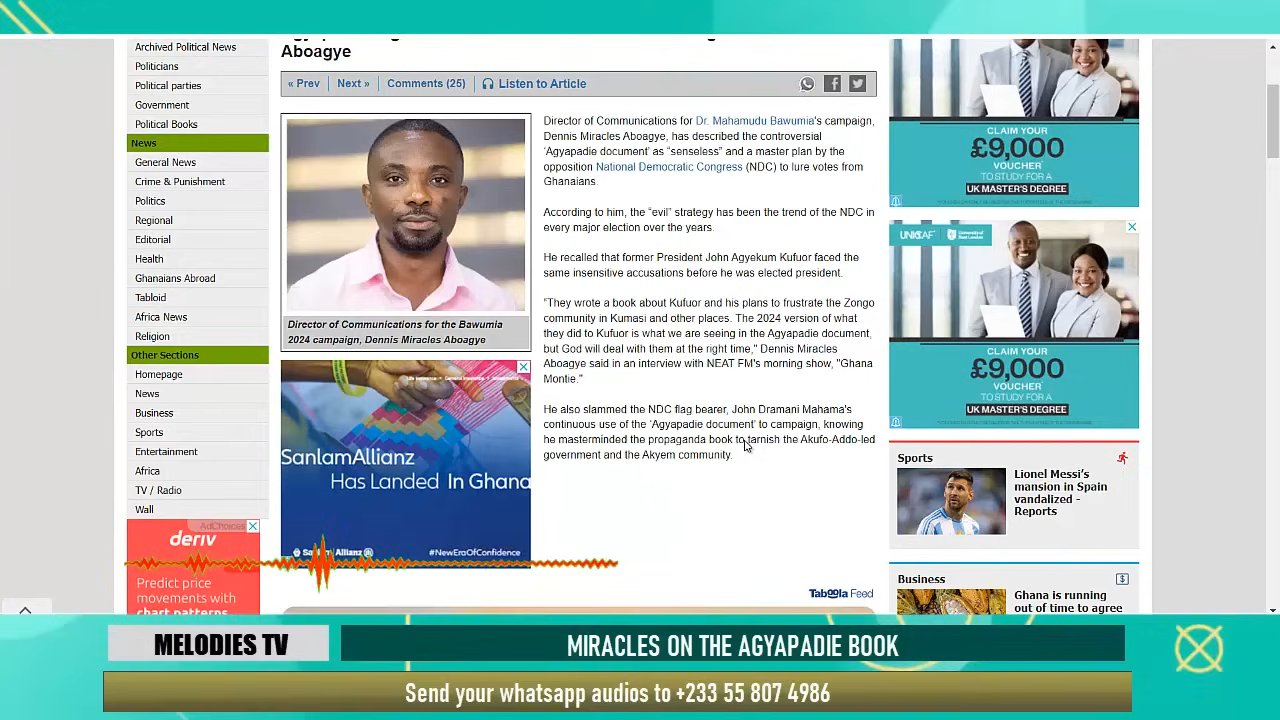 Aboagye
Archived Political News
Politicians
Political parties
Government
Political Books
News
General News
Crime & Punishment
Politics
Regional
Editorial
Health
Ghanaians Abroad
Tabloid
Africa News
Religion
Other Sections
Homepage
News
Business
Sports
Entertainment
Africa
TV / Radio
Wall
AdChoices
deriv
Predict price
movements with
chart patterns
« Prev
Next »
Comments (25)
Listen to Article
Director of Communications for the Bawumia
2024 campaign, Dennis Miracles Aboagye
Life insurance
SanlamAllianz
Has Landed In Ghana
Sanlam Allianz
#NewEraOfConfidence
Director of Communications for Dr. Mahamudu Bawumia's campaign,
Dennis Miracles Aboagye, has described the controversial
'Agyapadie document' as “senseless” and a master plan by the
opposition National Democratic Congress (NDC) to lure votes from
Ghanaians.
According to him, the “evil” strategy has been the trend of the NDC in
every major election over the years.
He recalled that former President John Agyekum Kufuor faced the
same insensitive accusations before he was elected president.
"They wrote a book about Kufuor and his plans to frustrate the Zongo
community in Kumasi and other places. The 2024 version of what
they did to Kufuor is what we are seeing in the Agyapadie document,
but God will deal with them at the right time," Dennis Miracles
Aboagye said in an interview with NEAT FM's morning show, "Ghana
Montie."
He also slammed the NDC flag bearer, John Dramani Mahama's
continuous use of the 'Agyapadie document' to campaign, knowing
he masterminded the propaganda book to tarnish the Akufo-Addo-led
government and the Akyem community.
Taboola Feed
CLAIM YOUR
£9,000
VOUCHER
TO STUDY FOR A
UK MASTER'S DEGREE
UNICAF
University of
West London
CLAIM YOUR
£9,000
VOUCHER
TO STUDY FOR A
UK MASTER'S DEGREE
Sports
Lionel Messi's
mansion in Spain
vandalized -
Reports
Business
Ghana is running
out of time to agree
MELODIES TV
MIRACLES ON THE AGYAPADIE BOOK
Send your whatsapp audios to +233 55 807 4986